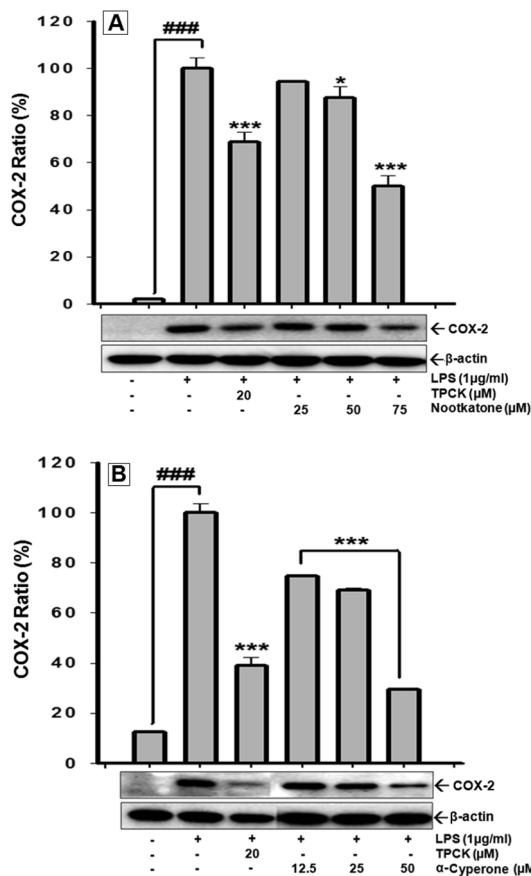 A
###
***
*
***
COX-2 Ratio (%)
120
100
80
60
40
20
0
←COX-2
←β-actin
- + + + + + LPS (1µg/ml)
- - 20 - - - TPCK (µM)
- - - 25 50 75 Nootkatone(µM)
B
###
***
***
COX-2 Ratio (%)
120
100
80
60
40
20
0
←COX-2
←β-actin
- + + + + + LPS (1µg/ml)
- - 20 - - - TPCK (µM)
- - - 12.5 25 50 α-Cyperone (µM